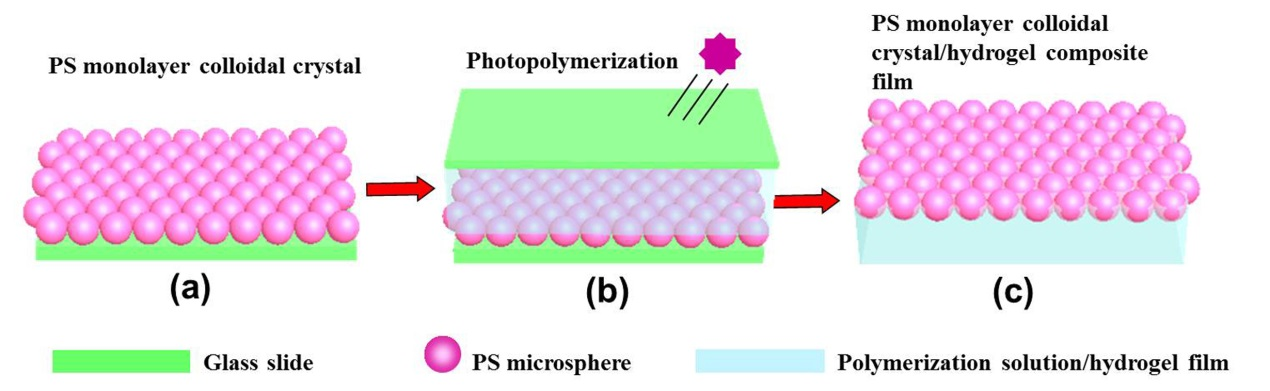 PS monolayer colloidal crystal
Photopolymerization
PS monolayer colloidal
crystal/hydrogel composite
film
(a)
(b)
(c)
Glass slide
PS microsphere
Polymerization solution/hydrogel film